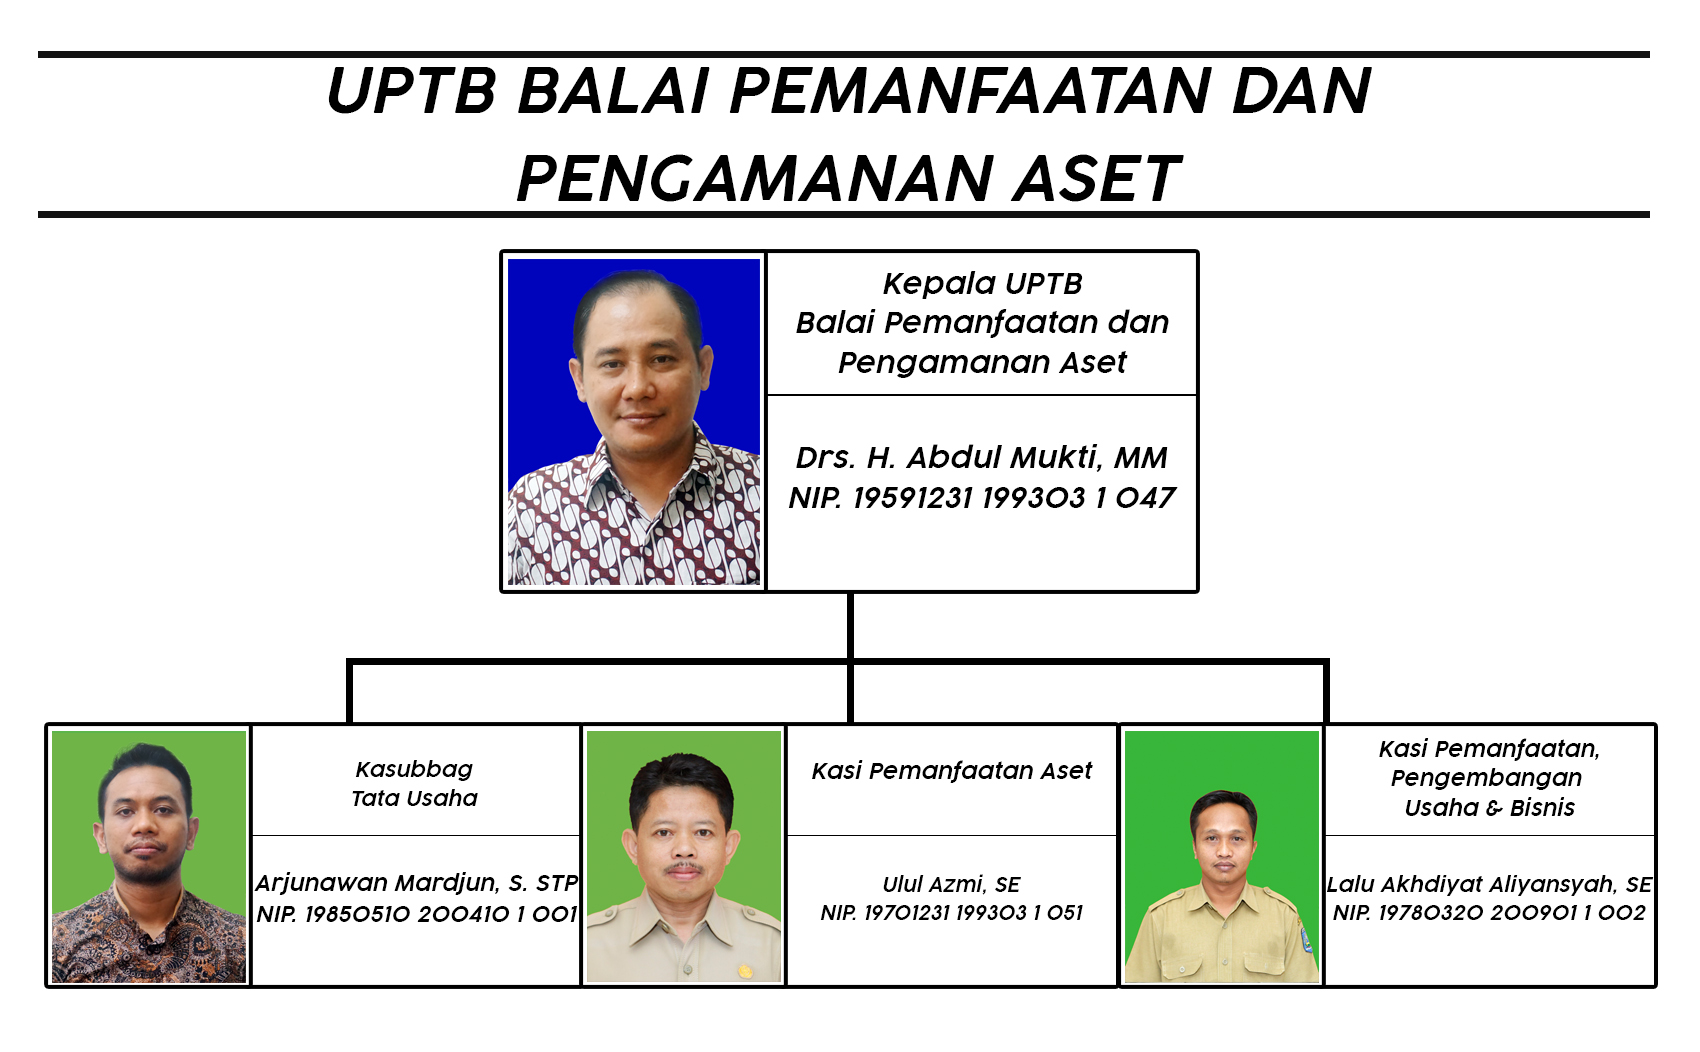 UPTB BALAI PEMANFAATAN DAN
PENGAMANAN ASET
Kepala UPTB
Balai Pemanfaatan dan
Pengamanan Aset
Drs. H. Abdul Mukti, MM
NIP. 19591231 199303 1 047
Kasubbag
Tata Usaha
Arjunawan Mardjun, S. STP
NIP. 19850510 200410 1 001
Kasi Pemanfaatan Aset
Ulul Azmi, SE
NIP. 19701231 199303 1 051
Kasi Pemanfaatan,
Pengembangan
Usaha & Bisnis
Lalu Akhdiyat Aliyansyah, SE
NIP. 19780320 200901 1 002